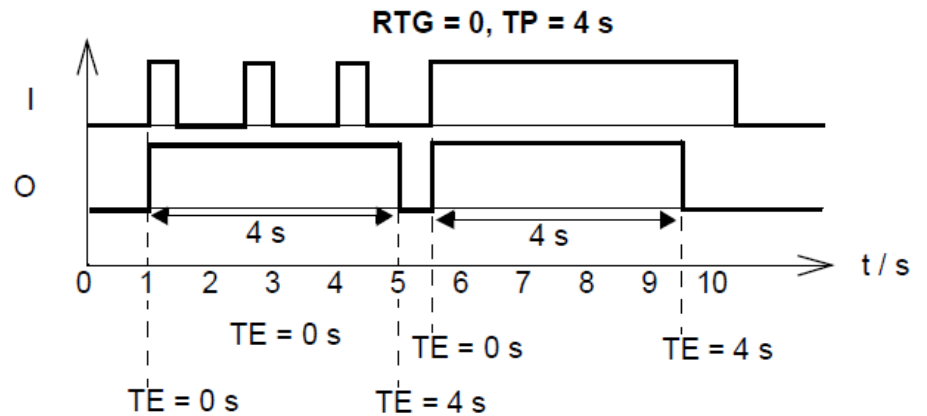 RTG = 0, TP = 4 s
I
O
4 s 4 s
0 1 2 3 4 5 6 7 8 9 10 t / s
TE = 0 s TE = 0 s TE = 4 s
TE = 0 s TE = 4 s